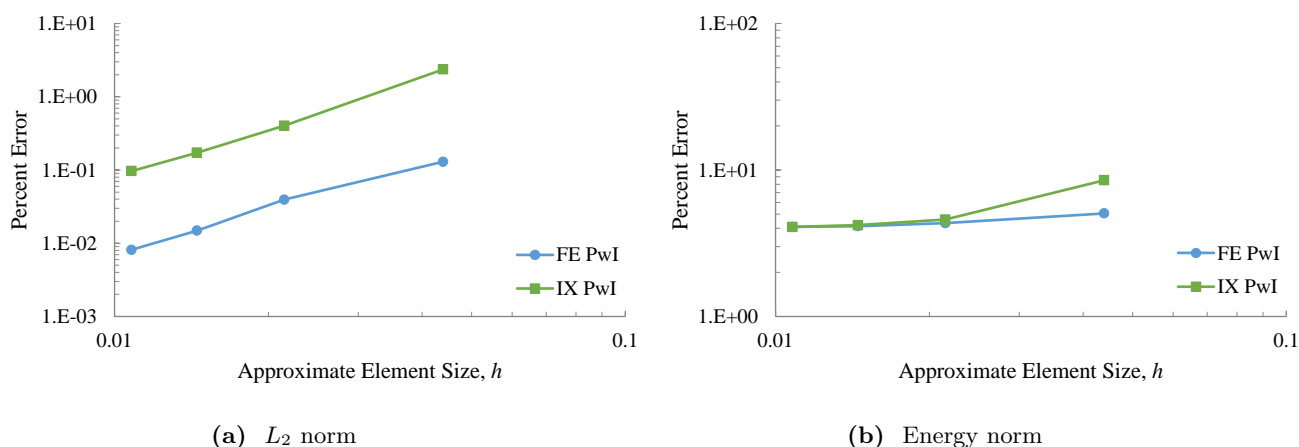 1.E+01
1.E+00
1.E-01
1.E-02
1.E-03
Percent Error
0.01
0.1
Approximate Element Size, h
FE PwI
IX PwI
(a) L₂ norm
1.E+02
1.E+01
1.E+00
Percent Error
0.01
0.1
Approximate Element Size, h
FE PwI
IX PwI
(b) Energy norm